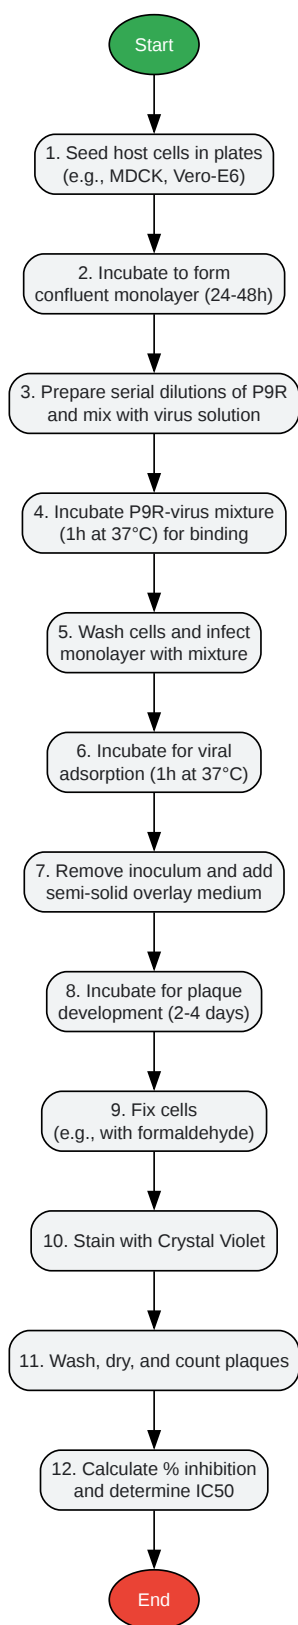 Start
1. Seed host cells in plates
(e.g., MDCK, Vero-E6)
2. Incubate to form
confluent monolayer (24-48h)
3. Prepare serial dilutions of P9R
and mix with virus solution
4. Incubate P9R-virus mixture
(1h at 37°C) for binding
5. Wash cells and infect
monolayer with mixture
6. Incubate for viral
adsorption (1h at 37°C)
7. Remove inoculum and add
semi-solid overlay medium
8. Incubate for plaque
development (2-4 days)
9. Fix cells
(e.g., with formaldehyde)
10. Stain with Crystal Violet
11. Wash, dry, and count plaques
12. Calculate % inhibition
and determine IC50
End